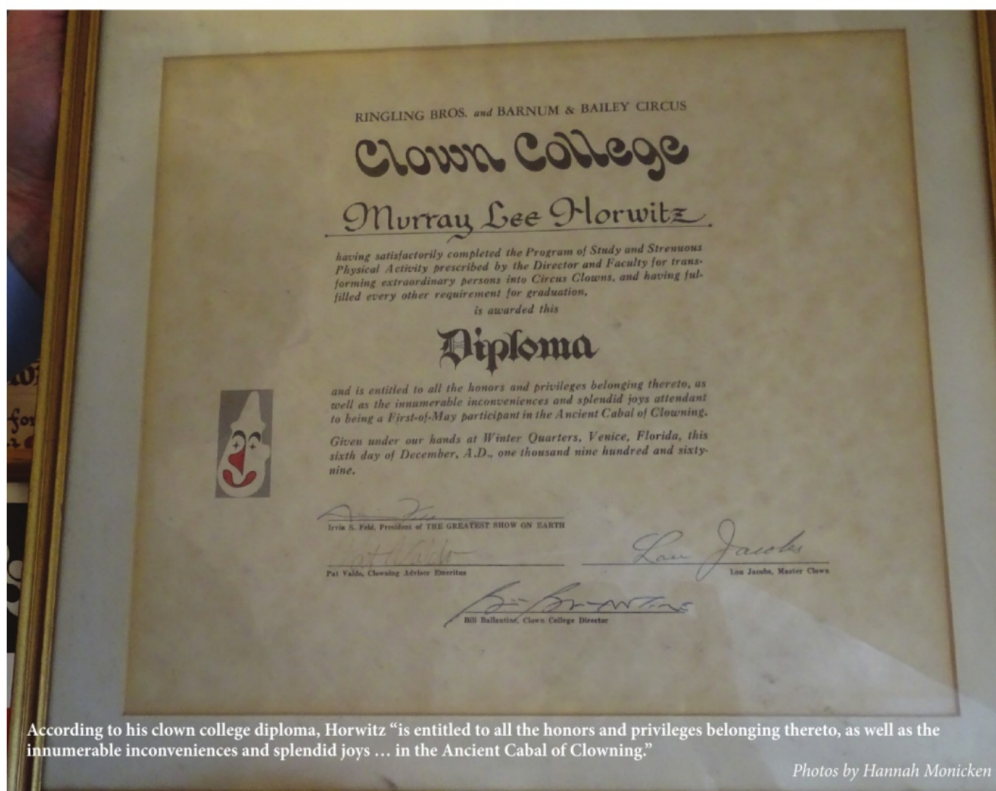 RINGLING BROS. and BARNUM & BAILEY CIRCUS
Clown College
Murray Lee Horwitz
having satisfactorily completed the Program of Study and Strenuous
Physical Activity prescribed by the Director and Faculty for trans-
forming extraordinary persons into Circus Clowns, and having ful-
filled every other requirement for graduation,
is awarded this
Diploma
and is entitled to all the honors and privileges belonging thereto, as
well as the innumerable inconveniences and splendid joys attendant
to being a First-of-May participant in the Ancient Cabal of Clowning.
Given under our hands at Winter Quarters, Venice, Florida, this
sixth day of December, A.D., one thousand nine hundred and sixty-
nine.
Irvin S. Feld, President of THE GREATEST SHOW ON EARTH
Pat Valdo
Lou Jacobs
Pat Valdo, Clowning Advisor Emeritus
Lou Jacobs, Master Clown
Bill Ballantine
Bill Ballantine, Clown College Director
for
According to his clown college diploma, Horwitz “is entitled to all the honors and privileges belonging thereto, as well as the
innumerable inconveniences and splendid joys … in the Ancient Cabal of Clowning.”
Photos by Hannah Monicken